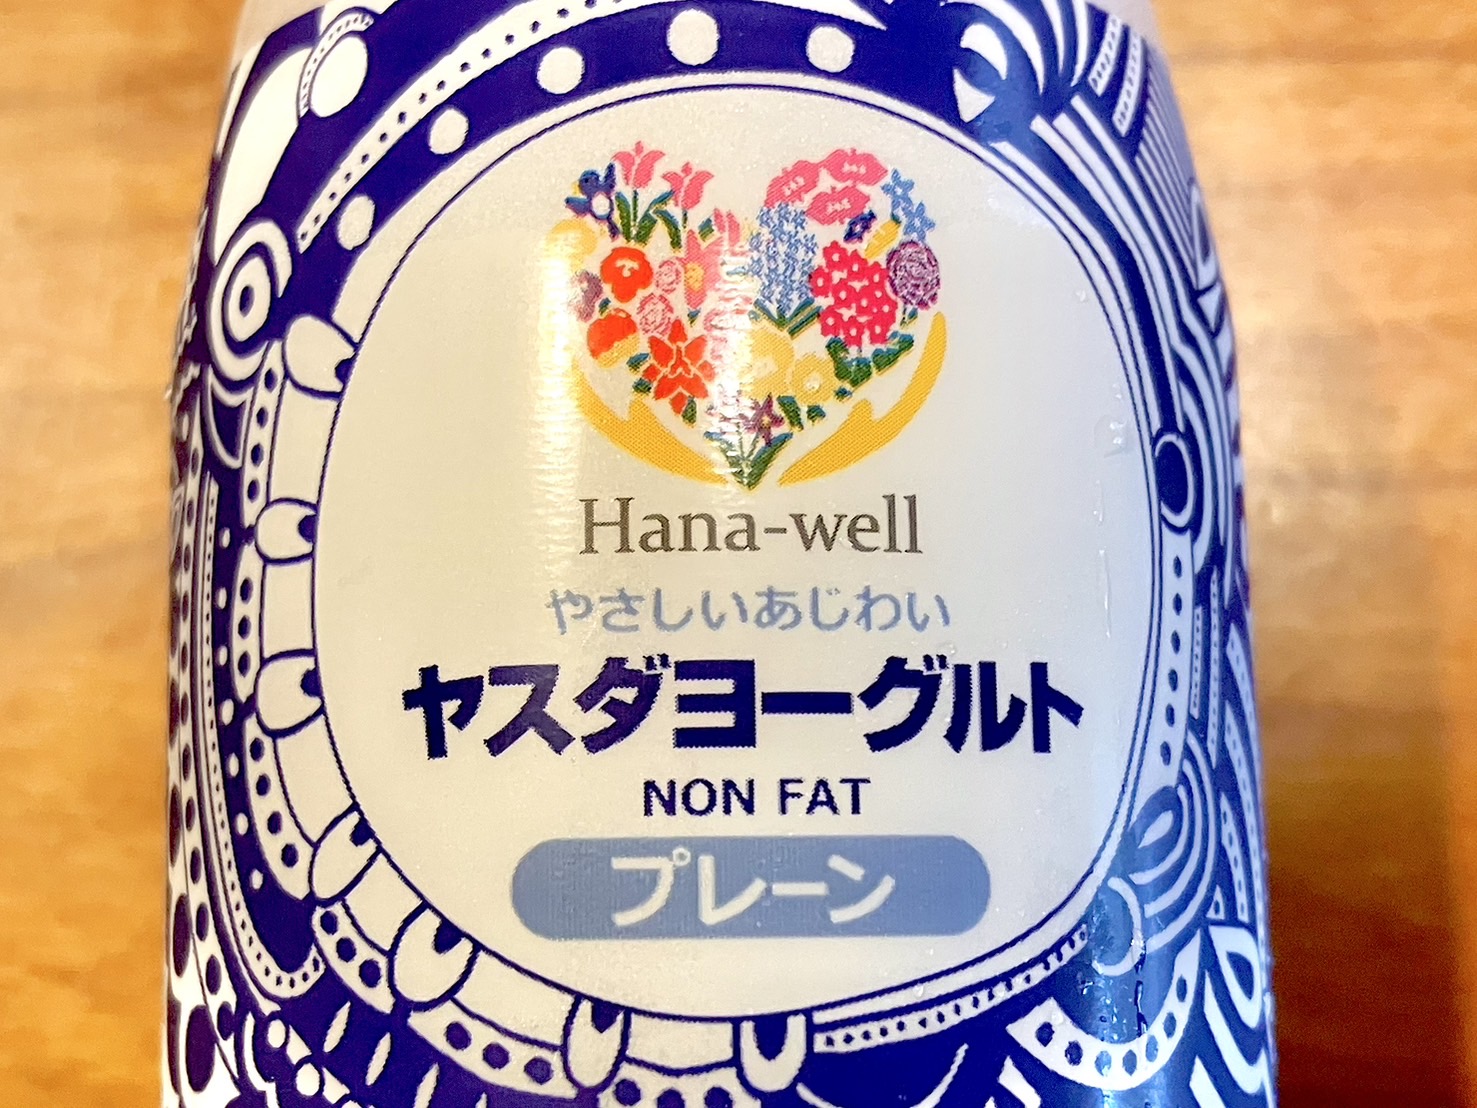 Hana-well
やさしいあじわい
ヤスダヨーグルト
NON FAT
プレーン